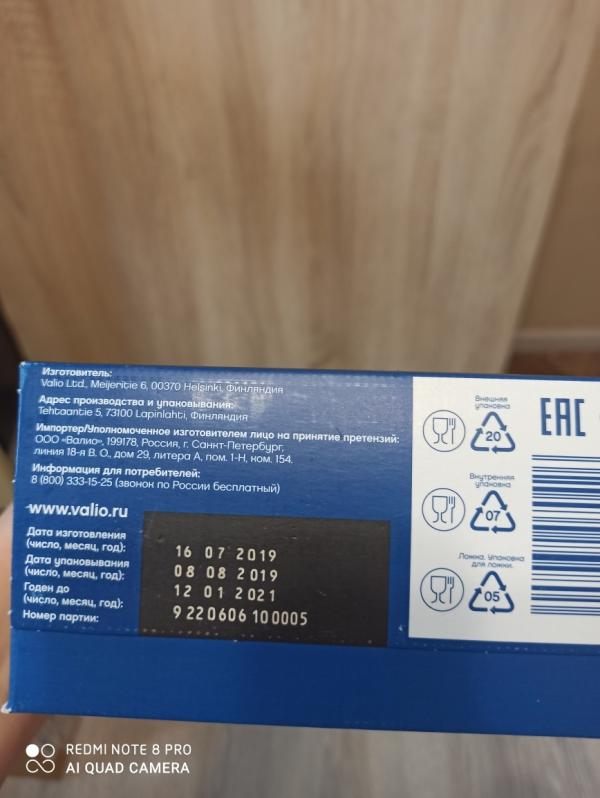 Изготовитель:
Valio Ltd., Meijeritie 6, 00370 Helsinki, Финляндия
Адрес производства и упаковывания:
Tehtaantie 5, 73100 Lapinlahti, Финляндия
Импортер/Уполномоченное изготовителем лицо на принятие претензий:
ООО «Валио», 199178, Россия, г. Санкт-Петербург,
линия 18-я В. О., дом 29, литера А, пом. 1-Н, ком. 154.
Информация для потребителей:
8 (800) 333-15-25 (звонок по России бесплатный)
www.valio.ru
Дата изготовления
(число, месяц, год):
16 07 2019
Дата упаковывания
(число, месяц, год):
08 08 2019
Годен до
(число, месяц, год):
12 01 2021
Номер партии:
9 220606 100005
Внешняя
упаковка
20
Внутренняя
упаковка
07
Ложка. Упаковка
для ложки.
05
EAC
REDMI NOTE 8 PRO
AI QUAD CAMERA